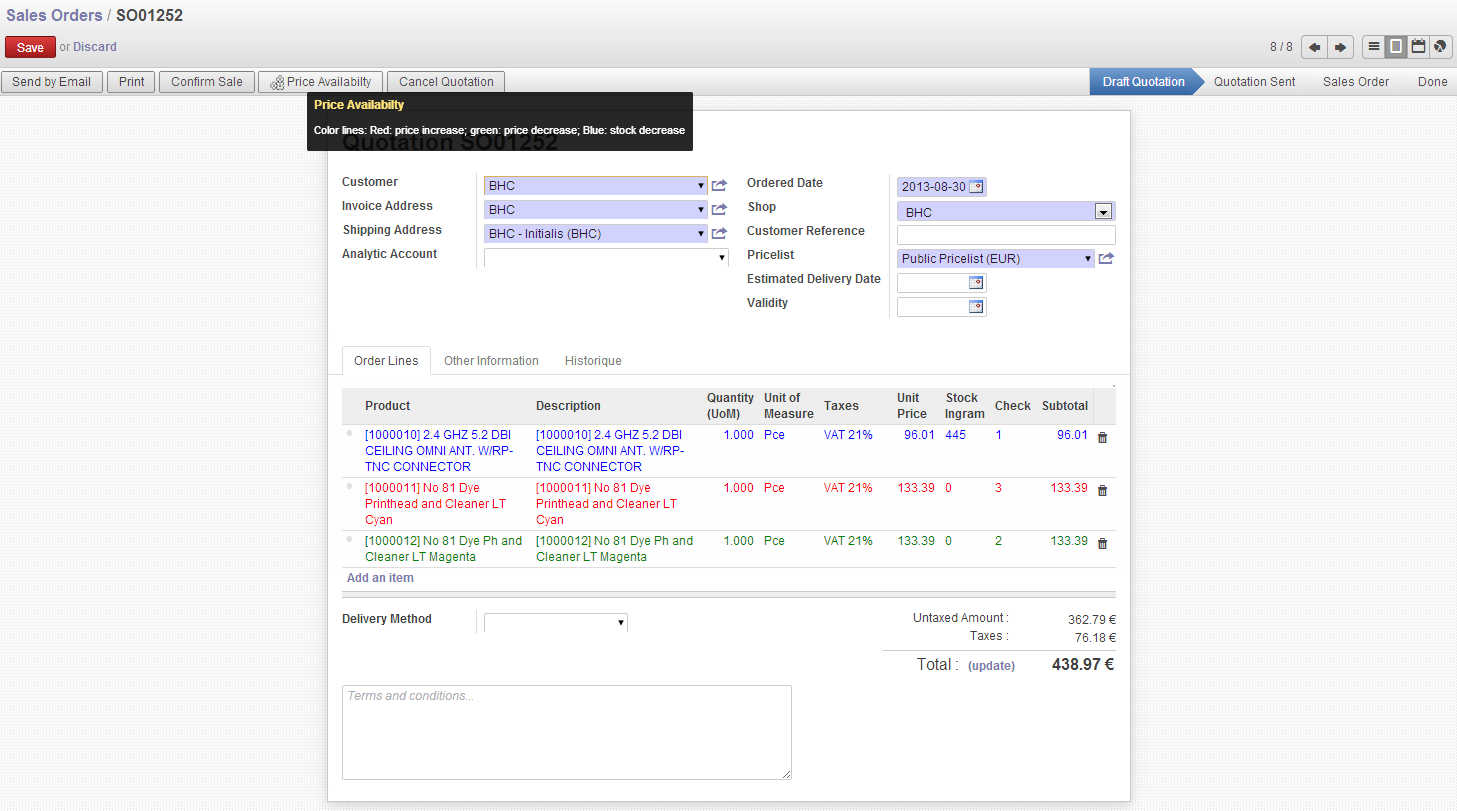 Sales Orders / SO01252
Save or Discard
8 / 8
Send by Email Print Confirm Sale Price Availabilty Cancel Quotation
Draft Quotation Quotation Sent Sales Order Done
Price Availabilty
Color lines: Red: price increase; green: price decrease; Blue: stock decrease
Quotation SO01252
Customer BHC
Invoice Address BHC
Shipping Address BHC - Initialis (BHC)
Analytic Account
Ordered Date 2013-08-30
Shop BHC
Customer Reference
Pricelist Public Pricelist (EUR)
Estimated Delivery Date
Validity
Order Lines Other Information Historique
Product Description Quantity (UoM) Unit of Measure Taxes Unit Price Stock Ingram Check Subtotal
[1000010] 2.4 GHZ 5.2 DBI [1000010] 2.4 GHZ 5.2 DBI 1.000 Pce VAT 21% 96.01 445 1 96.01
CEILING OMNI ANT. W/RP- CEILING OMNI ANT. W/RP-
TNC CONNECTOR TNC CONNECTOR
[1000011] No 81 Dye [1000011] No 81 Dye 1.000 Pce VAT 21% 133.39 0 3 133.39
Printhead and Cleaner LT Printhead and Cleaner LT
Cyan Cyan
[1000012] No 81 Dye Ph and [1000012] No 81 Dye Ph and 1.000 Pce VAT 21% 133.39 0 2 133.39
Cleaner LT Magenta Cleaner LT Magenta
Add an item
Delivery Method
Untaxed Amount : 362.79 €
Taxes : 76.18 €
Total : (update) 438.97 €
Terms and conditions...